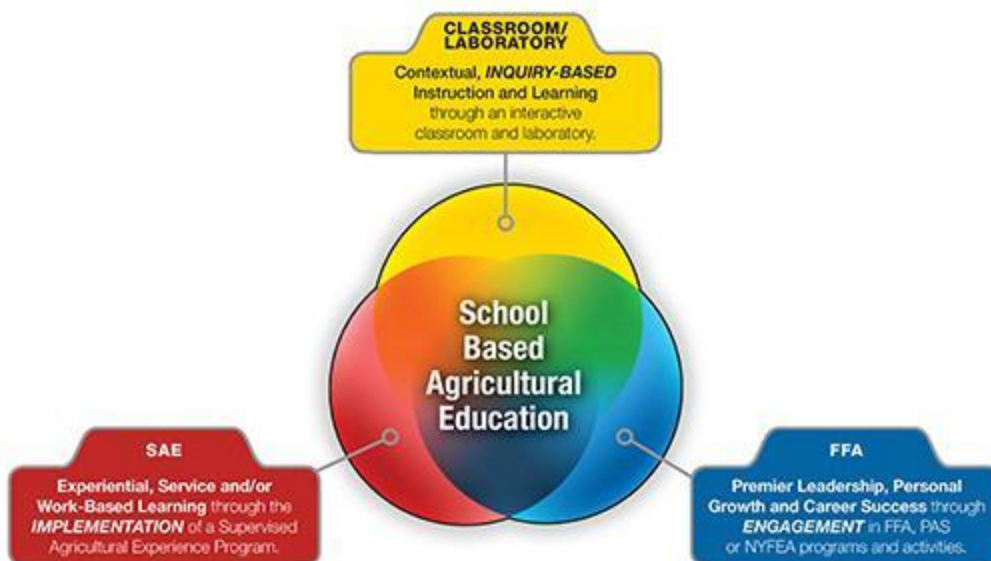 CLASSROOM/
LABORATORY
Contextual, INQUIRY-BASED
Instruction and Learning
through an interactive
classroom and laboratory.
School
Based
Agricultural
Education
SAE
Experiential, Service and/or
Work-Based Learning through the
IMPLEMENTATION of a Supervised
Agricultural Experience Program.
FFA
Premier Leadership, Personal
Growth and Career Success through
ENGAGEMENT in FFA, PAS
or NYFEA programs and activities.